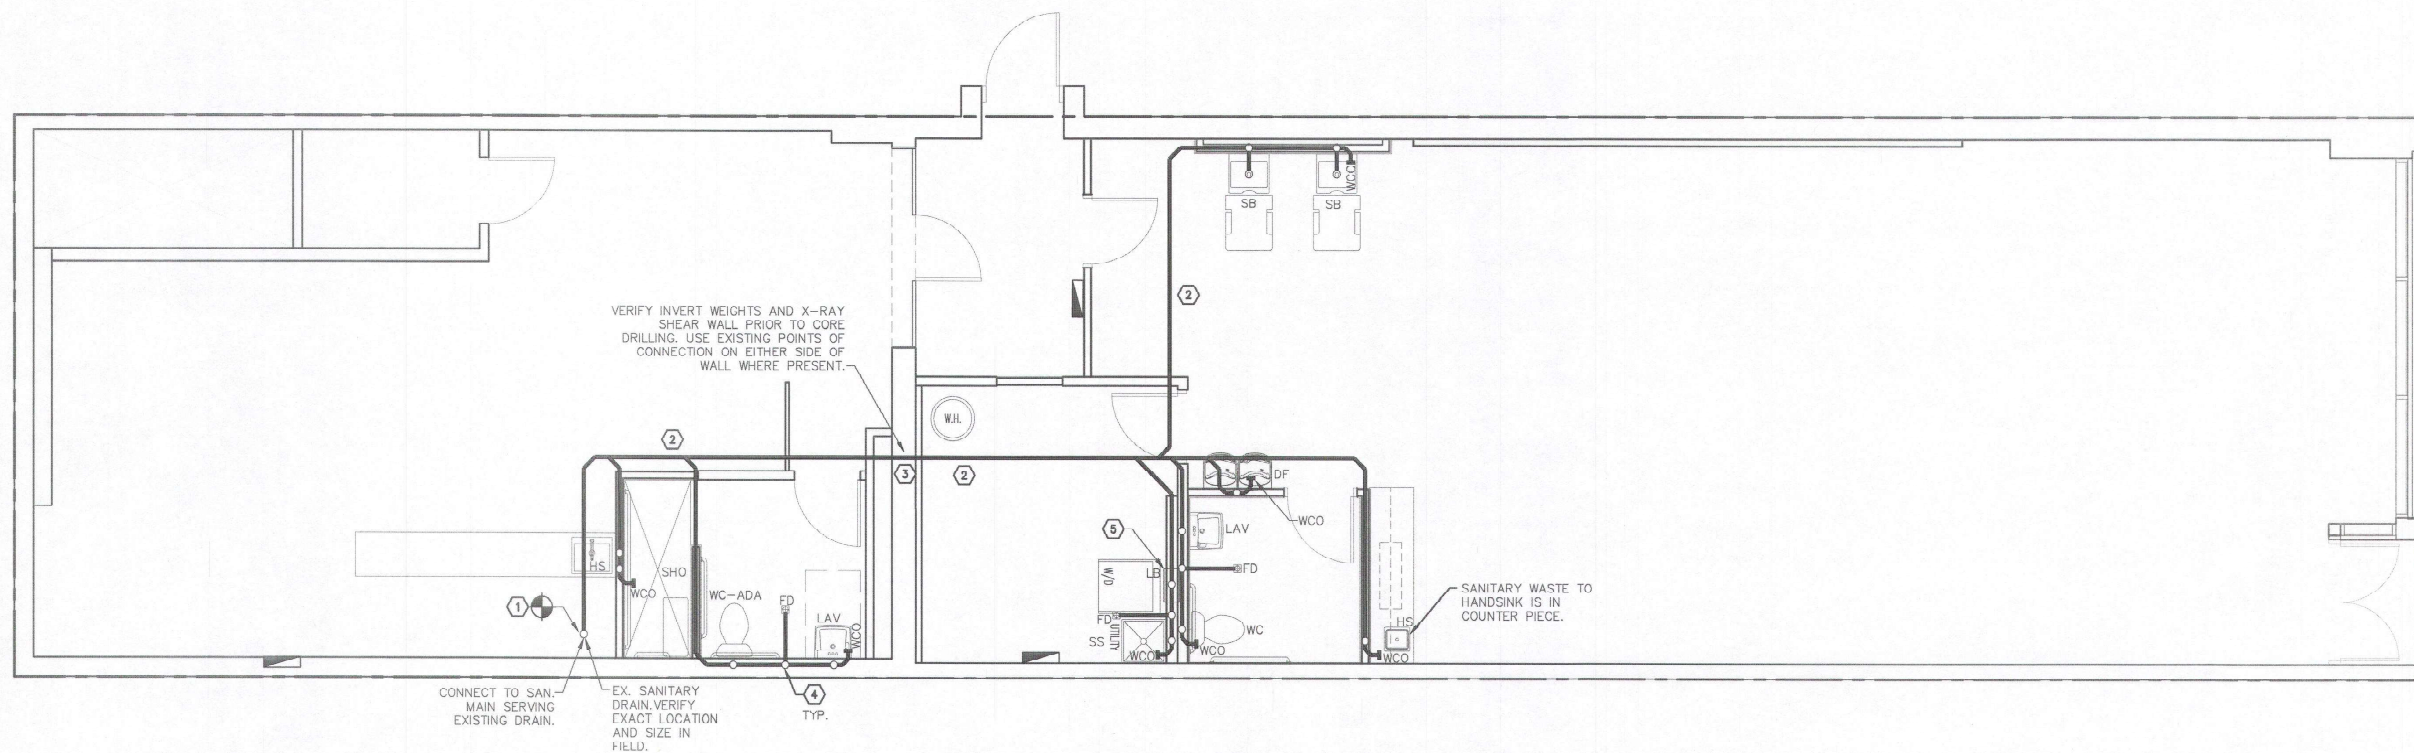 WCO
SB
SB
2
VERIFY INVERT WEIGHTS AND X-RAY
SHEAR WALL PRIOR TO CORE
DRILLING. USE EXISTING POINTS OF
CONNECTION ON EITHER SIDE OF
WALL WHERE PRESENT.
W.H.
2
3
2
DF
WCO
5
LAV
HS
SHO
WCO
WC-ADA
FD
LAV
WCO
W/D
LB
FD
FD
UTILITY
SS
WCO
WCO
WC
SANITARY WASTE TO
HANDSINK IS IN
COUNTER PIECE.
HS
WCO
1
CONNECT TO SAN.
MAIN SERVING
EXISTING DRAIN.
EX. SANITARY
DRAIN.VERIFY
EXACT LOCATION
AND SIZE IN
FIELD.
4
TYP.